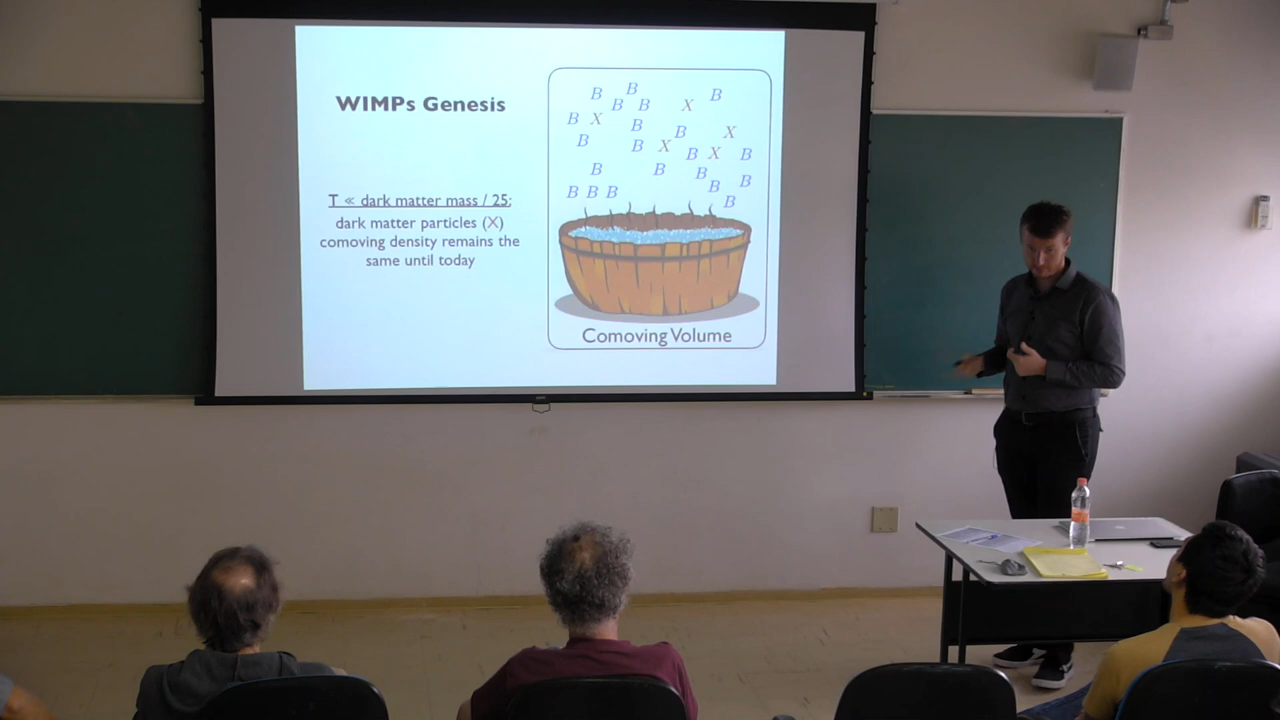 WIMPs Genesis
T ≪ dark matter mass / 25:
dark matter particles (X)
comoving density remains the
same until today
B B B
B B X
B X
B B X
B B X B X B
B B B
B B
B B B B
Comoving Volume